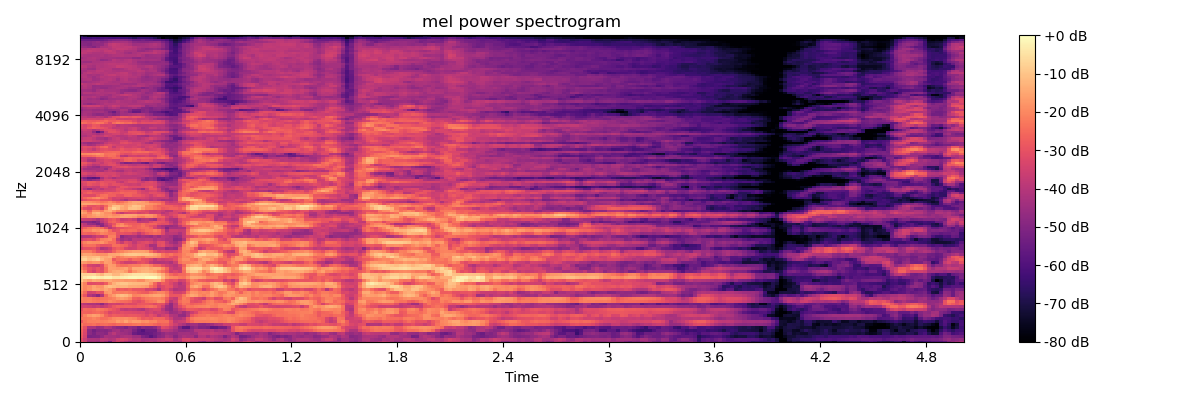 mel power spectrogram
Hz
8192
4096
2048
1024
512
0
0 0.6 1.2 1.8 2.4 3 3.6 4.2 4.8
Time
+0 dB
-10 dB
-20 dB
-30 dB
-40 dB
-50 dB
-60 dB
-70 dB
-80 dB